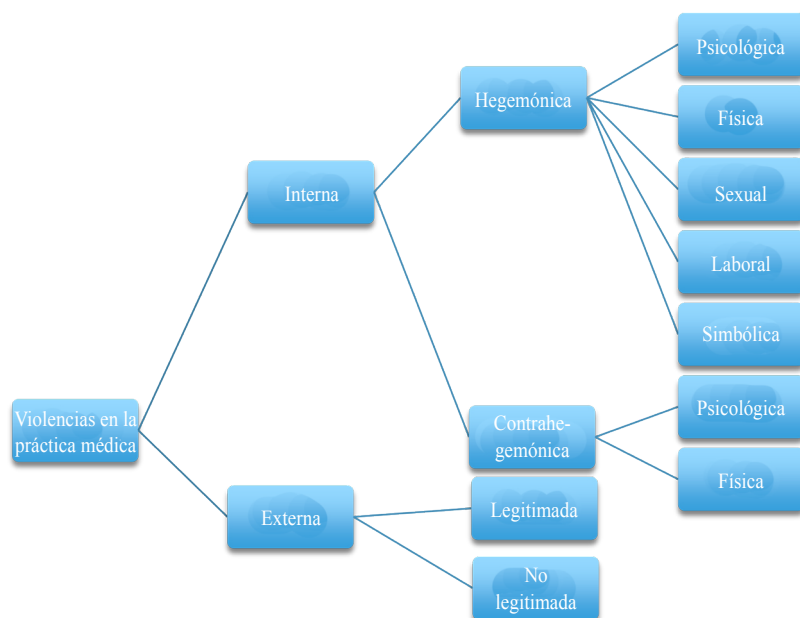 Violencias en la
práctica médica
Interna
Hegemónica
Psicológica
Física
Sexual
Laboral
Simbólica
Contrahe-
gemónica
Psicológica
Física
Externa
Legitimada
No
legitimada